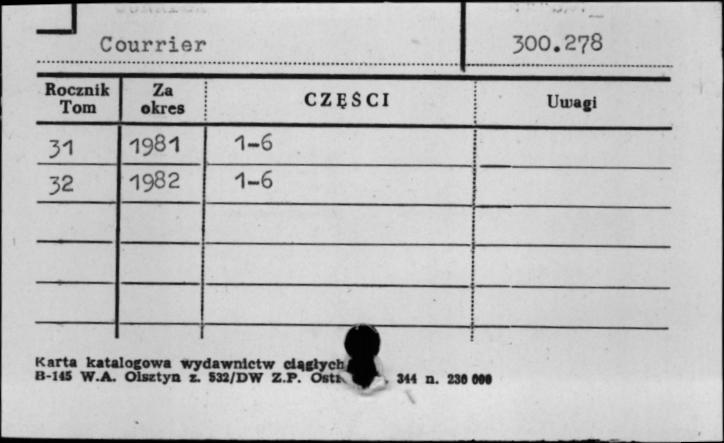 Courrier 300.278
Rocznik Tom Za okres CZĘŚCI Uwagi
31 1981 1-6
32 1982 1-6
Karta katalogowa wydawnictw ciągłych
B-145 W.A. Olsztyn z. 532/DW Z.P. 344 n. 230 000